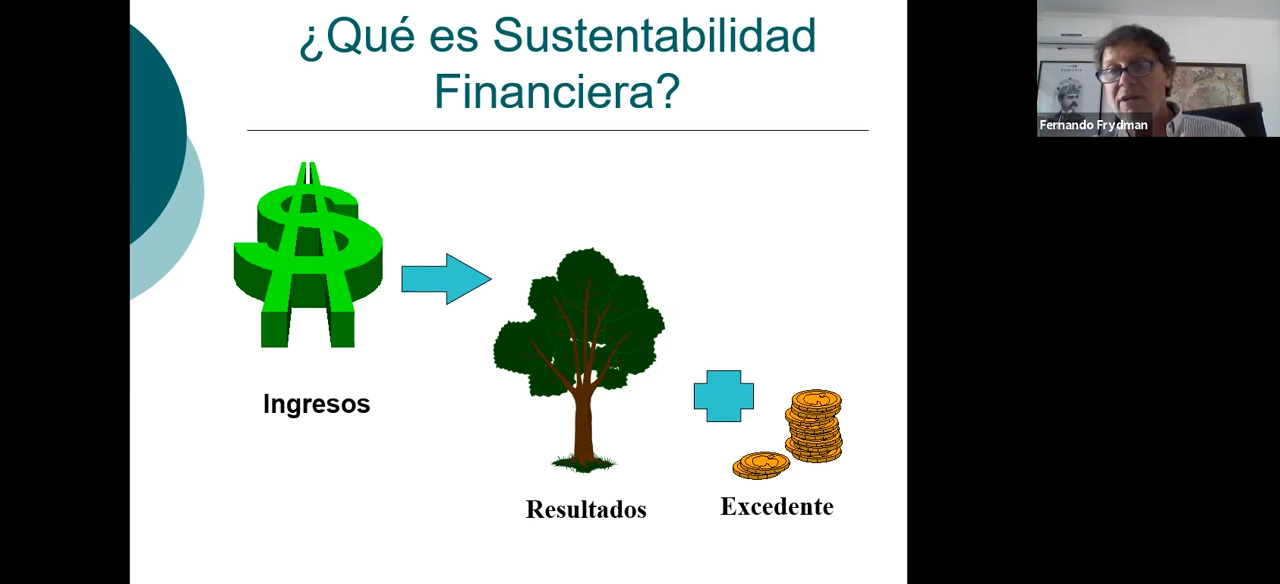 ¿Qué es Sustentabilidad
Financiera?
Fernando Frydman
Ingresos
Resultados
Excedente